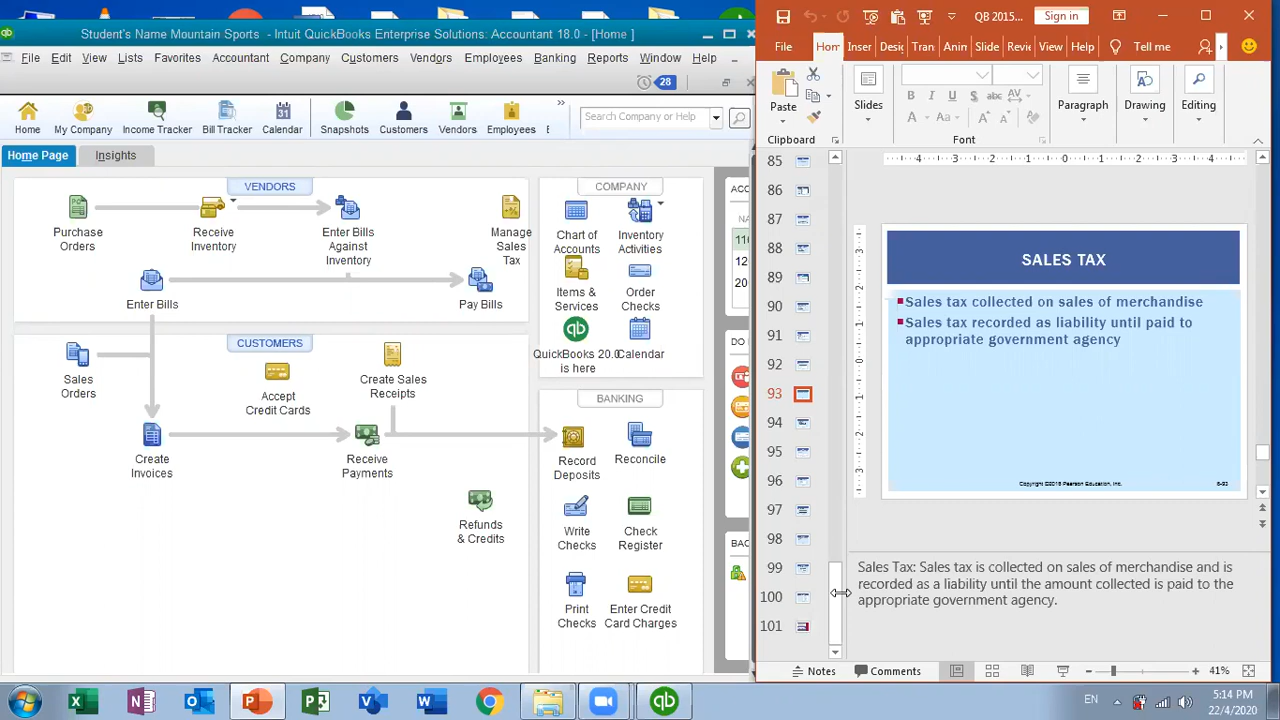 Student's Name Mountain Sports - Intuit QuickBooks Enterprise Solutions: Accountant 18.0 - [Home ]
File Edit View Lists Favorites Accountant Company Customers Vendors Employees Banking Reports Window Help
28
Home My Company Income Tracker Bill Tracker Calendar Snapshots Customers Vendors Employees
Search Company or Help
Home Page Insights
VENDORS
Purchase Orders
Receive Inventory
Enter Bills Against Inventory
Manage Sales Tax
Enter Bills
Pay Bills
CUSTOMERS
Sales Orders
Accept Credit Cards
Create Sales Receipts
Create Invoices
Receive Payments
Refunds & Credits
COMPANY
Chart of Accounts
Inventory Activities
Items & Services
Order Checks
QuickBooks 20.0 is here
Calendar
BANKING
Record Deposits
Reconcile
Write Checks
Check Register
Print Checks
Enter Credit Card Charges
QB 2015...
Sign in
File
View Help
Tell me
Paste
Slides
Paragraph
Drawing
Editing
Clipboard
Font
85
86
87
88
89
90
91
92
93
94
95
96
97
98
99
100
101
SALES TAX
Sales tax collected on sales of merchandise
Sales tax recorded as liability until paid to
appropriate government agency
Copyright ©2016 Pearson Education, Inc.
Sales Tax: Sales tax is collected on sales of merchandise and is
recorded as a liability until the amount collected is paid to the
appropriate government agency.
Notes Comments
41%
EN
5:14 PM
22/4/2020